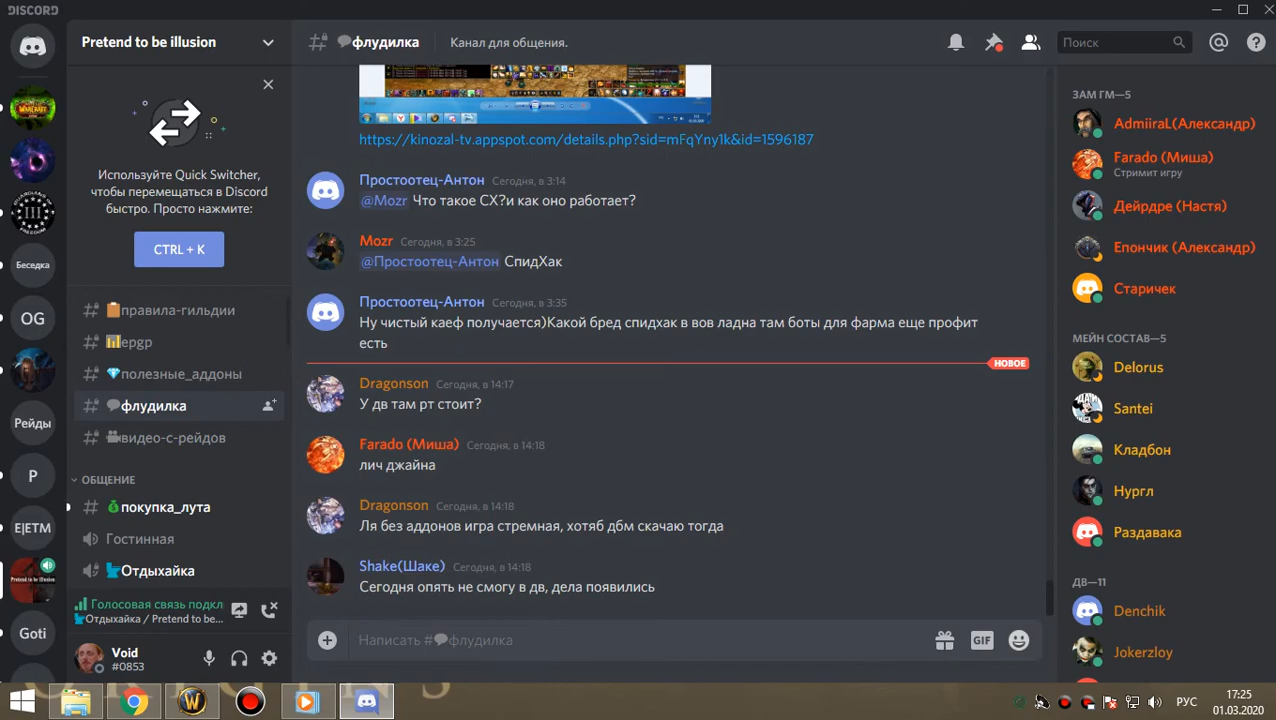 DISCORD
Pretend to be illusion
флудилка
Канал для общения.
Поиск
Используйте Quick Switcher,
чтобы перемещаться в Discord
быстро. Просто нажмите:
CTRL + K
правила-гильдии
epgp
полезные_аддоны
флудилка
видео-с-рейдов
ОБЩЕНИЕ
покупка_лута
Гостинная
Отдыхайка
Голосовая связь подкл
Отдыхайка / Pretend to be...
Void
#0853
Беседка
OG
Рейды
P
E|ETM
Pretend to be Illusion
Goti
https://kinozal-tv.appspot.com/details.php?sid=mFqYny1k&id=1596187
Простоотец-Антон Сегодня, в 3:14
@Mozr Что такое СХ?и как оно работает?
Mozr Сегодня, в 3:25
@Простоотец-Антон СпидХак
Простоотец-Антон Сегодня, в 3:35
Ну чистый каеф получается)Какой бред спидхак в вов ладна там боты для фарма еще профит
есть
НОВОЕ
Dragonson Сегодня, в 14:17
У дв там рт стоит?
Farado (Миша) Сегодня, в 14:18
лич джайна
Dragonson Сегодня, в 14:18
Ля без аддонов игра стремная, хотяб дбм скачаю тогда
Shake(Шаке) Сегодня, в 14:18
Сегодня опять не смогу в дв, дела появились
Написать #флудилка
GIF
ЗАМ ГМ—5
AdmiiraL(Александр)
Farado (Миша)
Стримит игру
Дейрдре (Настя)
Епончик (Александр)
Старичек
МЕЙН СОСТАВ—5
Delorus
Santei
Кладбон
Нургл
Раздавака
ДВ—11
Denchik
Jokerzloy
РУС
17:25
01.03.2020